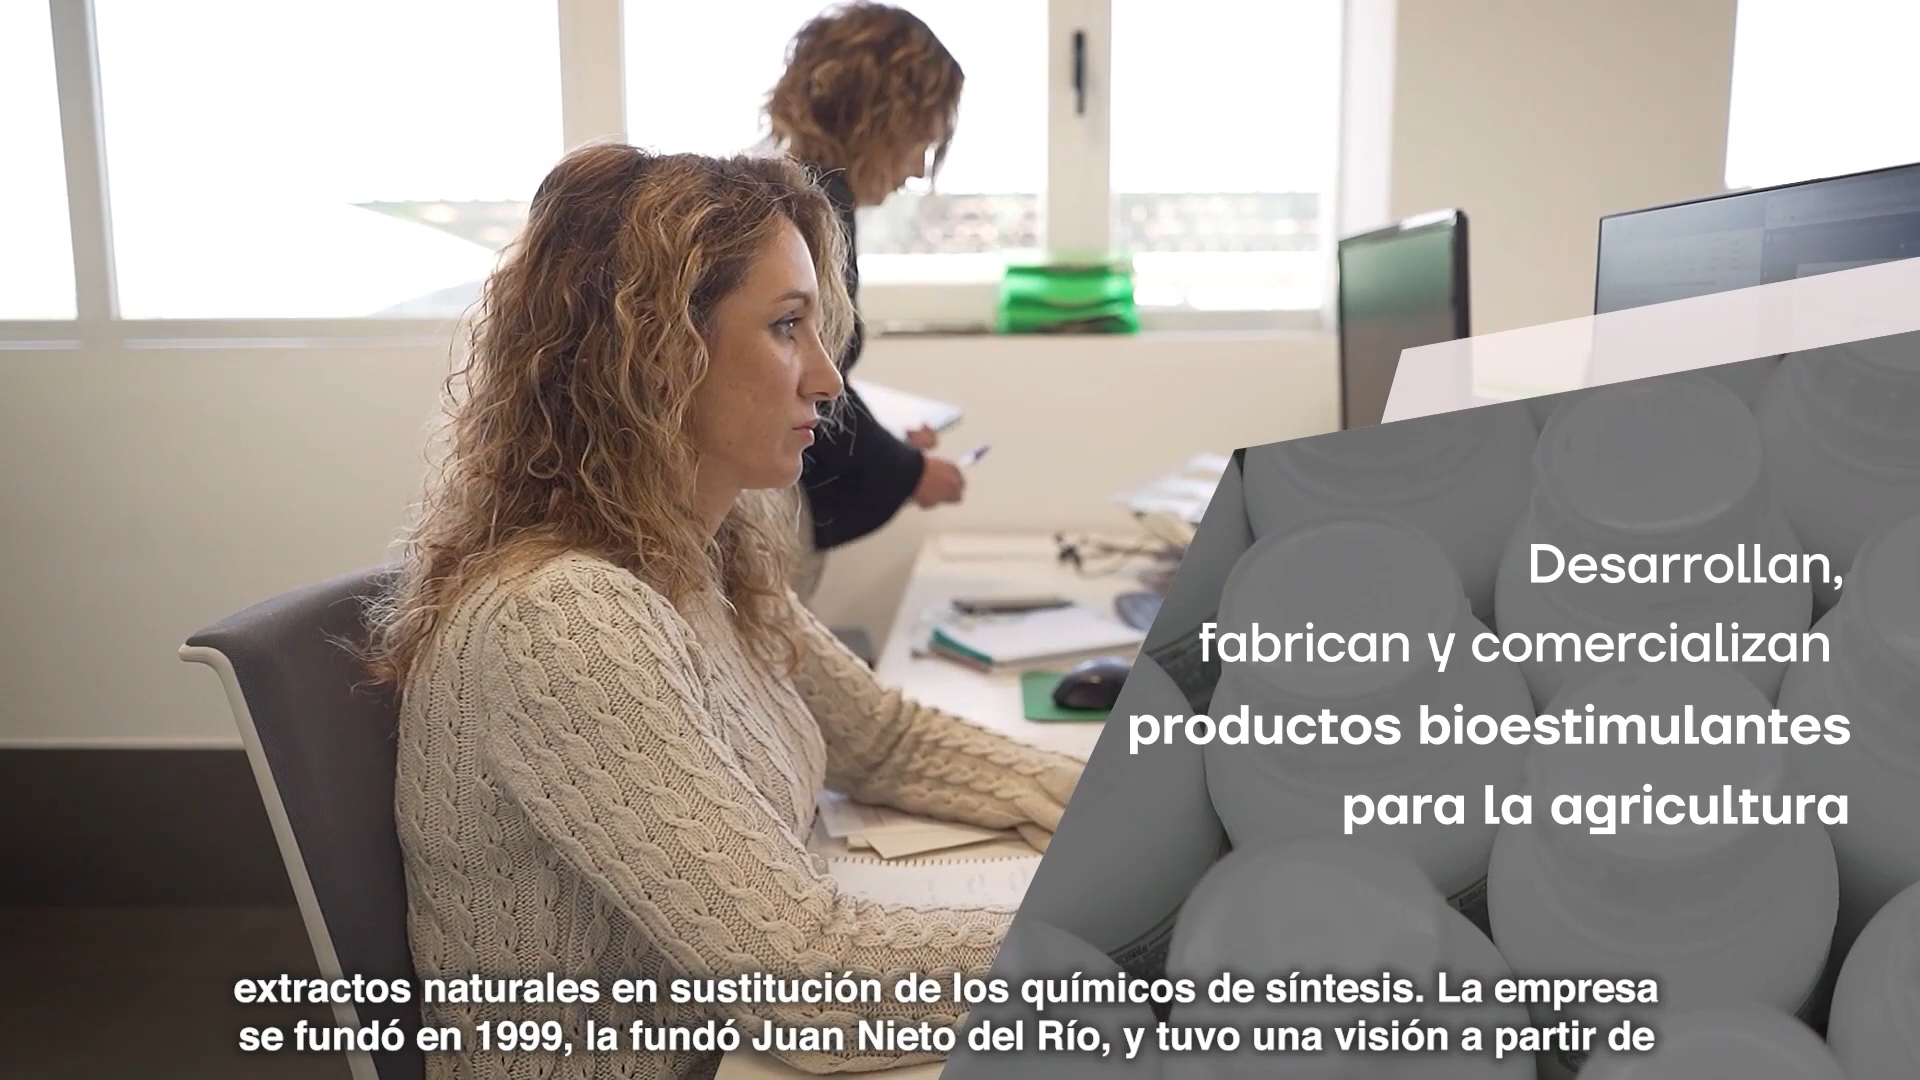 Desarrollan,
fabrican y comercializan
productos bioestimulantes
para la agricultura
extractos naturales en sustitución de los químicos de síntesis. La empresa
se fundó en 1999, la fundó Juan Nieto del Río, y tuvo una visión a partir de